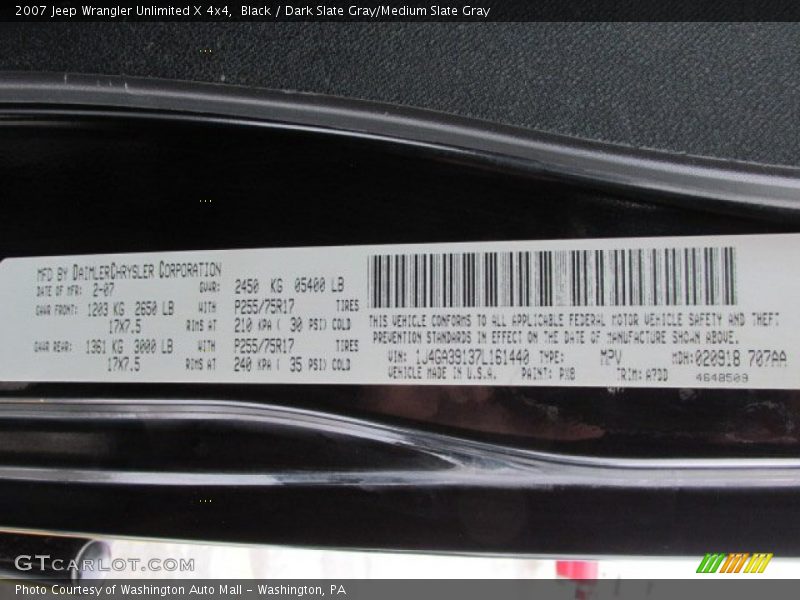 2007 Jeep Wrangler Unlimited X 4x4, Black / Dark Slate Gray/Medium Slate Gray
MFD BY DAIMLERCHRYSLER CORPORATION
DATE OF MFR: 2-07 GVWR: 2450 KG 05400 LB
GAWR FRONT: 1203 KG 2650 LB WITH P255/75R17 TIRES
17X7.5 RIMS AT 210 KPA ( 30 PSI) COLD
GAWR REAR: 1361 KG 3000 LB WITH P255/75R17 TIRES
17X7.5 RIMS AT 240 KPA ( 35 PSI) COLD
THIS VEHICLE CONFORMS TO ALL APPLICABLE FEDERAL MOTOR VEHICLE SAFETY AND THEFT
PREVENTION STANDARDS IN EFFECT ON THE DATE OF MANUFACTURE SHOWN ABOVE.
VIN: 1J4GA39137L161440 TYPE: MPV MDH: 020918 707AA
VEHICLE MADE IN U.S.A. PAINT: PX8 TRIM: A7DD 4648509
GTCARLOT.COM
Photo Courtesy of Washington Auto Mall - Washington, PA